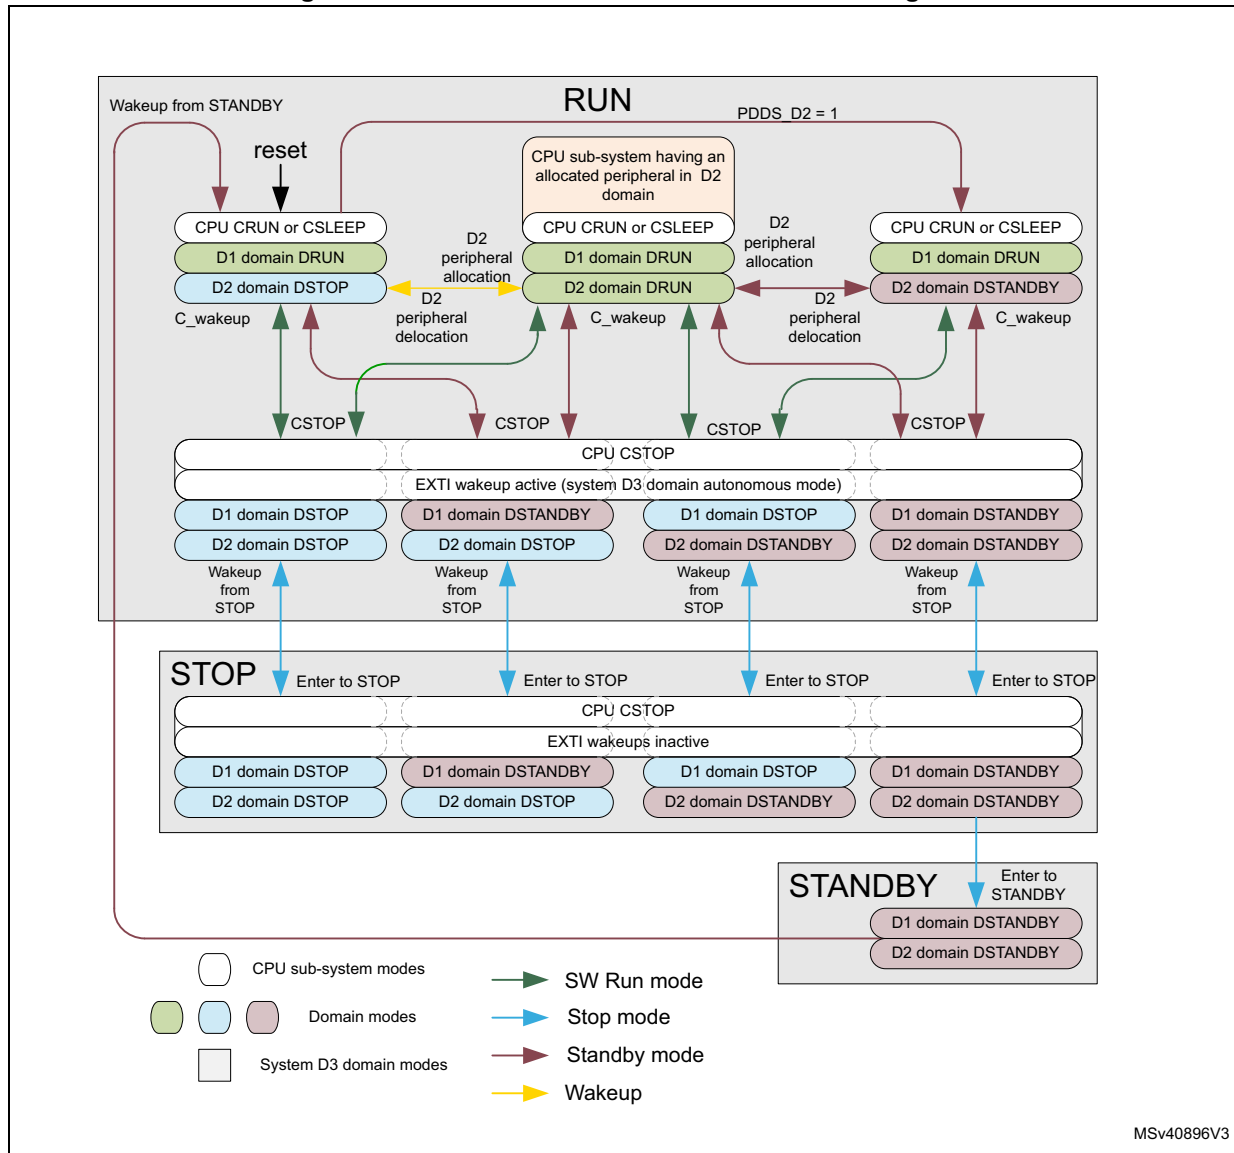 RUN
Wakeup from STANDBY
PDDS_D2 = 1
reset
CPU sub-system having an
allocated peripheral in D2
domain
CPU CRUN or CSLEEP
D1 domain DRUN
D2 domain DSTOP
C_wakeup
D2
peripheral
allocation
D2
peripheral
delocation
CPU CRUN or CSLEEP
D1 domain DRUN
D2 domain DRUN
C_wakeup
D2
peripheral
allocation
D2
peripheral
delocation
CPU CRUN or CSLEEP
D1 domain DRUN
D2 domain DSTANDBY
C_wakeup
CSTOP
CSTOP
CSTOP
CSTOP
CPU CSTOP
EXTI wakeup active (system D3 domain autonomous mode)
D1 domain DSTOP
D2 domain DSTOP
D1 domain DSTANDBY
D2 domain DSTOP
D1 domain DSTOP
D2 domain DSTANDBY
D1 domain DSTANDBY
D2 domain DSTANDBY
Wakeup
from
STOP
Wakeup
from
STOP
Wakeup
from
STOP
Wakeup
from
STOP
STOP
Enter to STOP
Enter to STOP
Enter to STOP
Enter to STOP
CPU CSTOP
EXTI wakeups inactive
D1 domain DSTOP
D2 domain DSTOP
D1 domain DSTANDBY
D2 domain DSTOP
D1 domain DSTOP
D2 domain DSTANDBY
D1 domain DSTANDBY
D2 domain DSTANDBY
STANDBY
Enter to
STANDBY
D1 domain DSTANDBY
D2 domain DSTANDBY
CPU sub-system modes
Domain modes
System D3 domain modes
SW Run mode
Stop mode
Standby mode
Wakeup
MSv40896V3